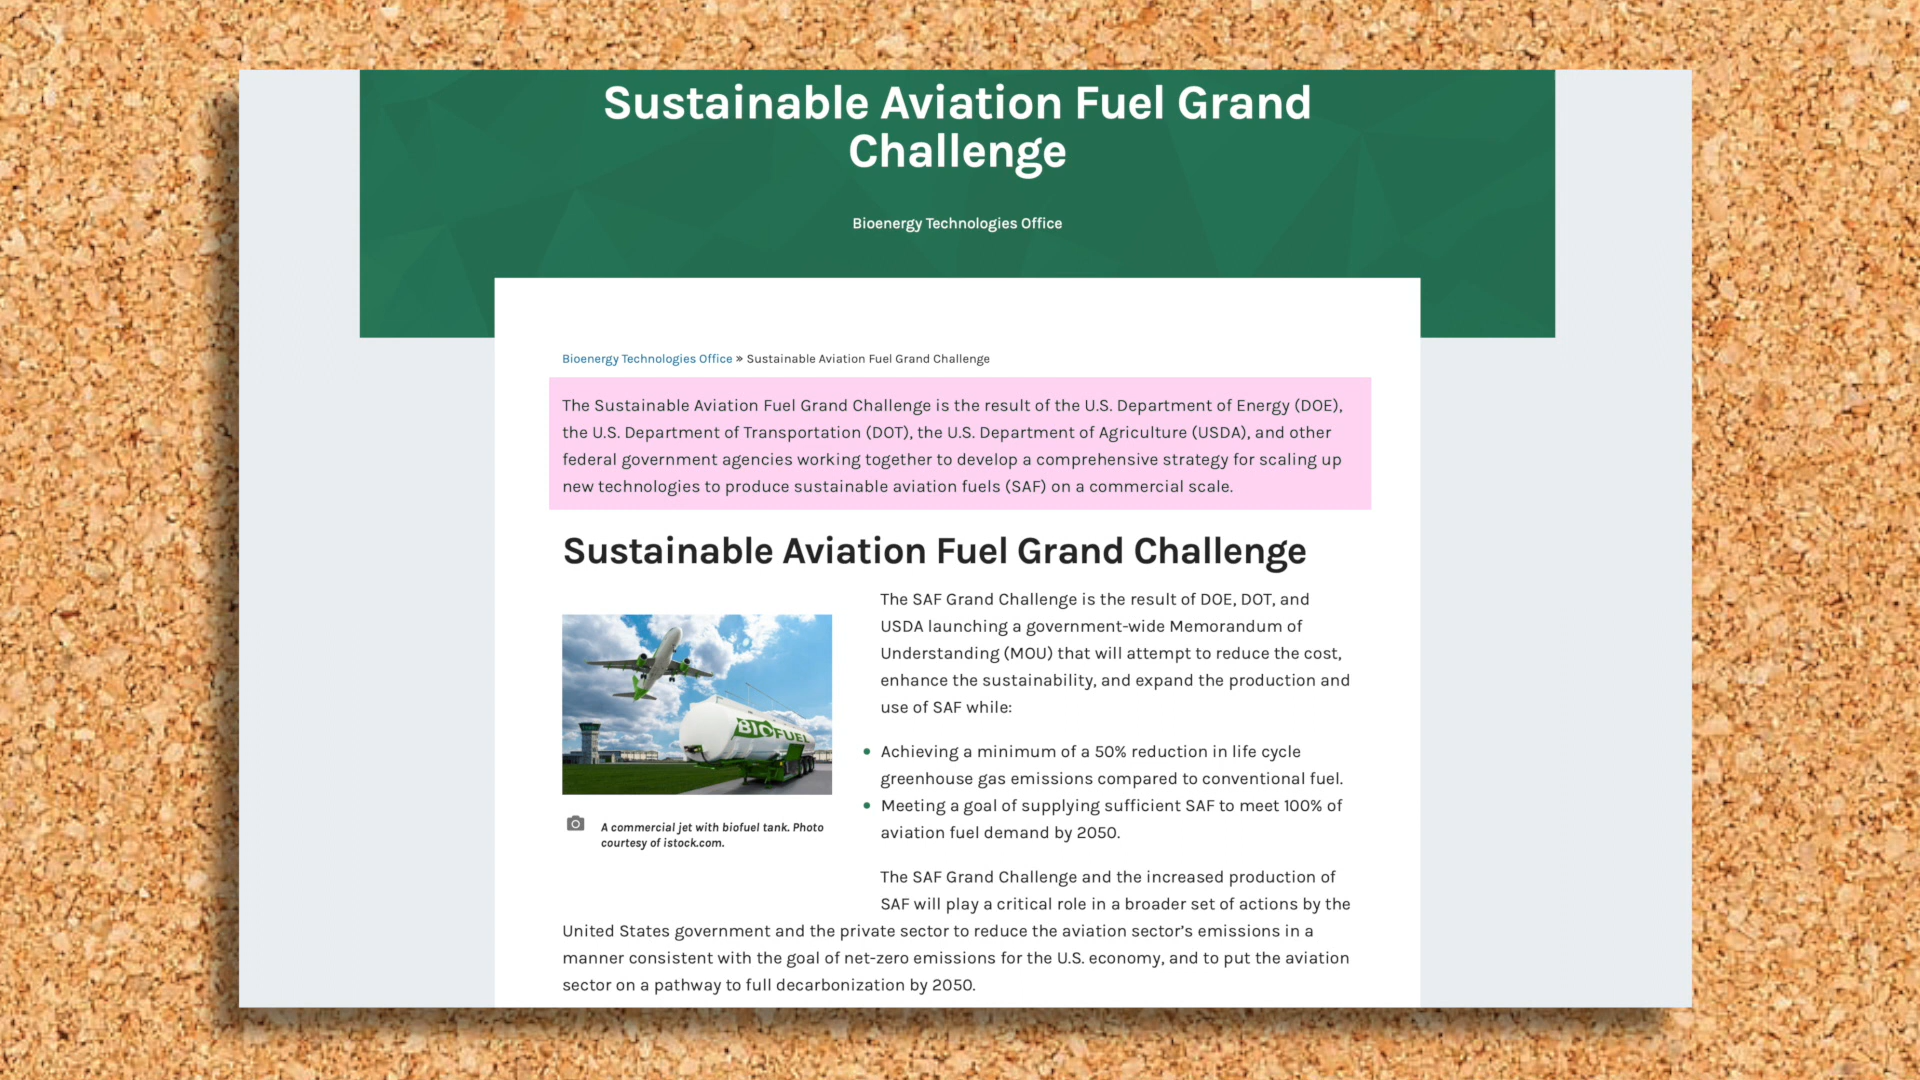 Sustainable Aviation Fuel Grand
Challenge
Bioenergy Technologies Office
Bioenergy Technologies Office » Sustainable Aviation Fuel Grand Challenge
The Sustainable Aviation Fuel Grand Challenge is the result of the U.S. Department of Energy (DOE),
the U.S. Department of Transportation (DOT), the U.S. Department of Agriculture (USDA), and other
federal government agencies working together to develop a comprehensive strategy for scaling up
new technologies to produce sustainable aviation fuels (SAF) on a commercial scale.
Sustainable Aviation Fuel Grand Challenge
BIOFUEL
A commercial jet with biofuel tank. Photo
courtesy of istock.com.
The SAF Grand Challenge is the result of DOE, DOT, and
USDA launching a government-wide Memorandum of
Understanding (MOU) that will attempt to reduce the cost,
enhance the sustainability, and expand the production and
use of SAF while:
• Achieving a minimum of a 50% reduction in life cycle
greenhouse gas emissions compared to conventional fuel.
• Meeting a goal of supplying sufficient SAF to meet 100% of
aviation fuel demand by 2050.
The SAF Grand Challenge and the increased production of
SAF will play a critical role in a broader set of actions by the
United States government and the private sector to reduce the aviation sector’s emissions in a
manner consistent with the goal of net-zero emissions for the U.S. economy, and to put the aviation
sector on a pathway to full decarbonization by 2050.